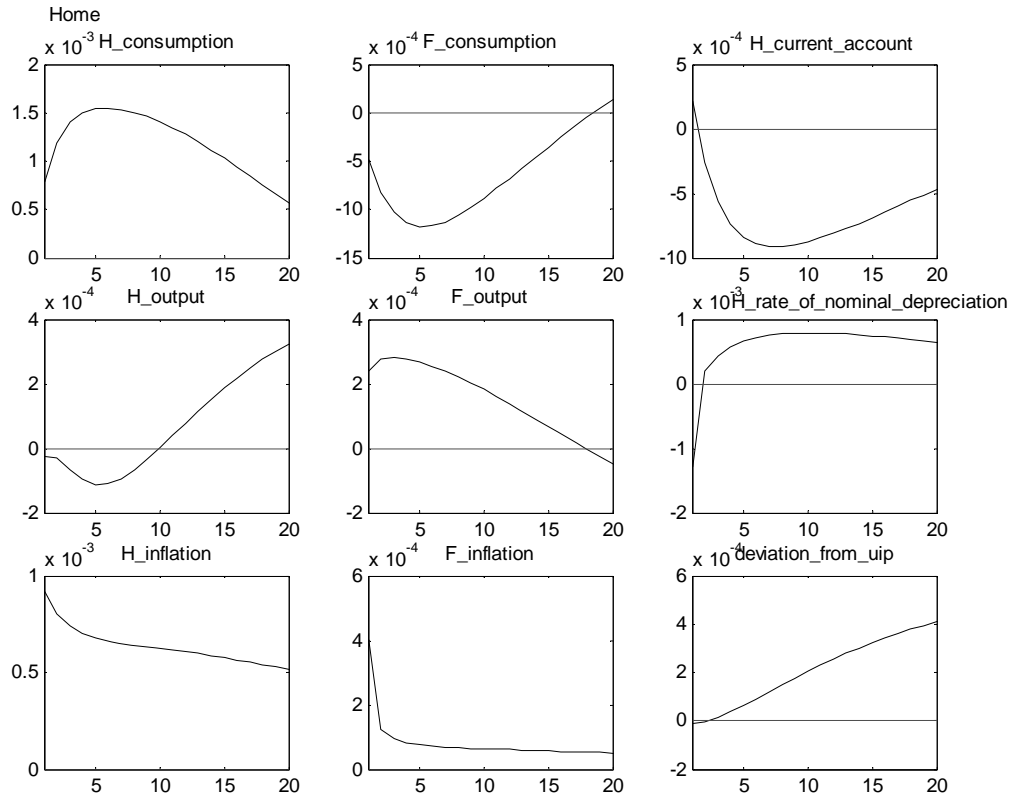 Home
x 10-3 H_consumption
2
1.5
1
0.5
0
5 10 15 20
x 10-4 F_consumption
5
0
-5
-10
-15
5 10 15 20
x 10-4 H_current_account
5
0
-5
-10
5 10 15 20
x 10-4 H_output
4
2
0
-2
5 10 15 20
x 10-4 F_output
4
2
0
-2
5 10 15 20
x 10-3 H_rate_of_nominal_depreciation
1
0
-1
-2
5 10 15 20
x 10-3 H_inflation
1
0.5
0
5 10 15 20
x 10-4 F_inflation
6
4
2
0
5 10 15 20
x 10-4 deviation_from_uip
6
4
2
0
-2
5 10 15 20